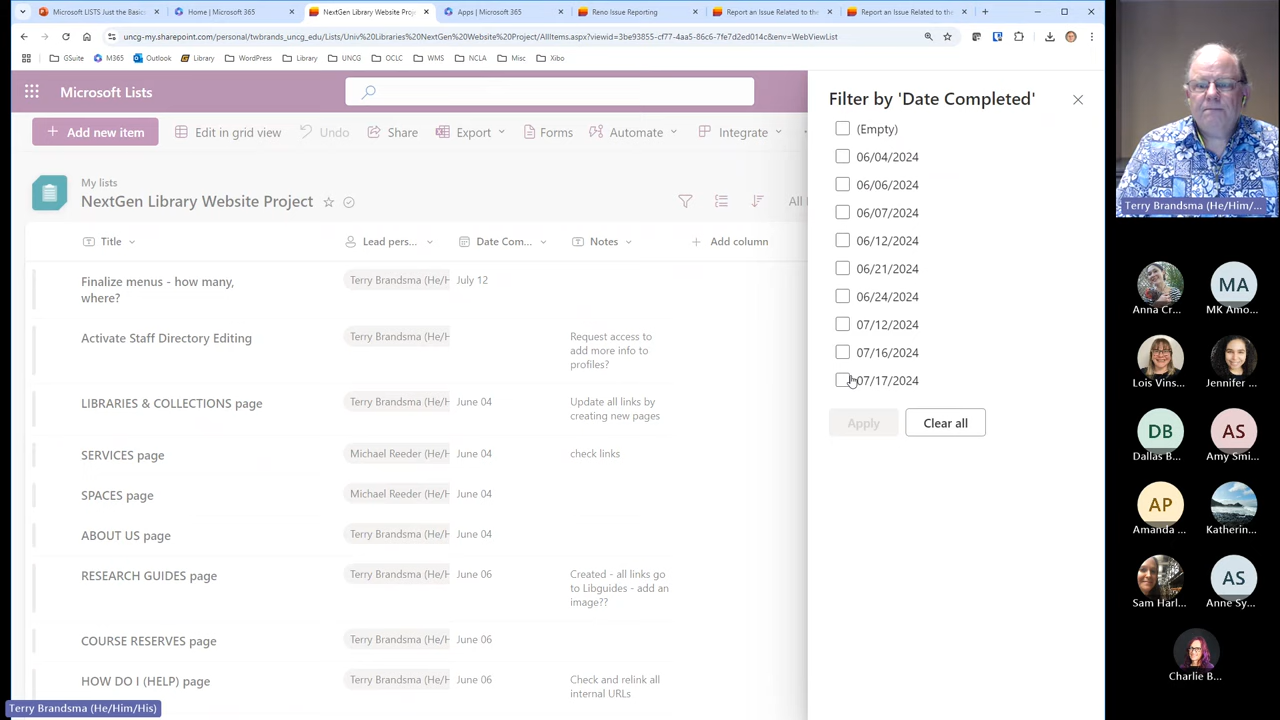 Microsoft LISTS Just the Basics
Home | Microsoft 365
NextGen Library Website Proj
Apps | Microsoft 365
Reno Issue Reporting
Report an Issue Related to the
Report an Issue Related to the
uncg-my.sharepoint.com/personal/twbrands_uncg_edu/Lists/Univ%20Libraries%20NextGen%20Website%20Project/AllItems.aspx?viewid=3be93855-cf77-4aa5-86c6-7fe7d2ed014c&env=WebViewList
GSuite
M365
Outlook
Library
WordPress
Library
UNCG
OCLC
WMS
NCLA
Misc
Xibo
Microsoft Lists
Add new item
Edit in grid view
Undo
Share
Export
Forms
Automate
Integrate
My lists
NextGen Library Website Project
All
Title
Lead pers...
Date Com...
Notes
Add column
Finalize menus - how many, where?
Terry Brandsma (He/H
July 12
Activate Staff Directory Editing
Terry Brandsma (He/H
Request access to
add more info to
profiles?
LIBRARIES & COLLECTIONS page
Terry Brandsma (He/H
June 04
Update all links by
creating new pages
SERVICES page
Michael Reeder (He/H
June 04
check links
SPACES page
Michael Reeder (He/H
June 04
ABOUT US page
Terry Brandsma (He/H
June 04
RESEARCH GUIDES page
Terry Brandsma (He/H
June 06
Created - all links go
to Libguides - add an
image??
COURSE RESERVES page
Terry Brandsma (He/H
June 06
HOW DO I (HELP) page
Terry Brandsma (He/H
June 06
Check and relink all
internal URLs
Filter by 'Date Completed'
(Empty)
06/04/2024
06/06/2024
06/07/2024
06/12/2024
06/21/2024
06/24/2024
07/12/2024
07/16/2024
07/17/2024
Apply
Clear all
Terry Brandsma (He/Him/...
Anna Cr...
MA
MK Amo...
Lois Vins...
Jennifer ...
DB
Dallas B...
AS
Amy Smi...
AP
Amanda ...
Katherin...
Sam Harl...
AS
Anne Sy...
Charlie B...
Terry Brandsma (He/Him/His)